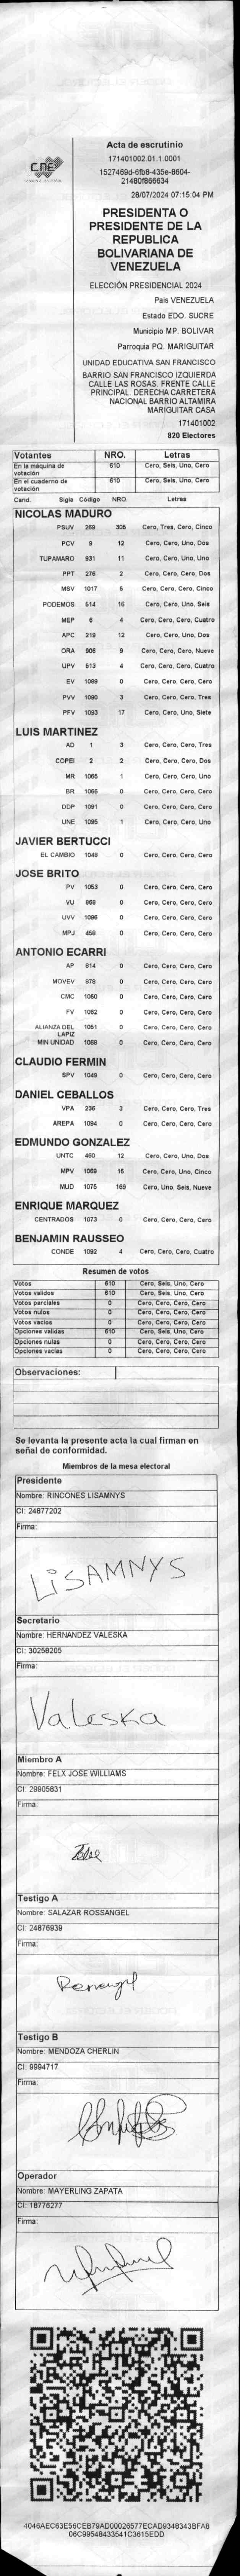 CNE
Acta de escrutinio
171401002.01.1.0001
1527469d-6fb8-435e-8604-
21480f866634
28/07/2024 07:15:04 PM
PRESIDENTA O
PRESIDENTE DE LA
REPUBLICA
BOLIVARIANA DE
VENEZUELA
ELECCIÓN PRESIDENCIAL 2024
País VENEZUELA
Estado EDO. SUCRE
Municipio MP. BOLIVAR
Parroquia PQ. MARIGUITAR
UNIDAD EDUCATIVA SAN FRANCISCO
BARRIO SAN FRANCISCO IZQUIERDA
CALLE LAS ROSAS. FRENTE CALLE
PRINCIPAL. DERECHA CARRETERA
NACIONAL BARRIO ALTAMIRA
MARIGUITAR CASA
171401002
820 Electores
Votantes NRO. Letras
En la máquina de votación 610 Cero, Seis, Uno, Cero
En el cuaderno de votación 610 Cero, Seis, Uno, Cero
Cand. Sigla Código NRO. Letras
NICOLAS MADURO
PSUV 269 305 Cero, Tres, Cero, Cinco
PCV 9 12 Cero, Cero, Uno, Dos
TUPAMARO 931 11 Cero, Cero, Uno, Uno
PPT 276 2 Cero, Cero, Cero, Dos
MSV 1017 5 Cero, Cero, Cero, Cinco
PODEMOS 514 16 Cero, Cero, Uno, Seis
MEP 6 4 Cero, Cero, Cero, Cuatro
APC 219 12 Cero, Cero, Uno, Dos
ORA 906 9 Cero, Cero, Cero, Nueve
UPV 513 4 Cero, Cero, Cero, Cuatro
EV 1089 0 Cero, Cero, Cero, Cero
PVV 1090 3 Cero, Cero, Cero, Tres
PFV 1093 17 Cero, Cero, Uno, Siete
LUIS MARTINEZ
AD 1 3 Cero, Cero, Cero, Tres
COPEI 2 2 Cero, Cero, Cero, Dos
MR 1065 1 Cero, Cero, Cero, Uno
BR 1066 0 Cero, Cero, Cero, Cero
DDP 1091 0 Cero, Cero, Cero, Cero
UNE 1095 1 Cero, Cero, Cero, Uno
JAVIER BERTUCCI
EL CAMBIO 1048 0 Cero, Cero, Cero, Cero
JOSE BRITO
PV 1053 0 Cero, Cero, Cero, Cero
VU 868 0 Cero, Cero, Cero, Cero
UVV 1096 0 Cero, Cero, Cero, Cero
MPJ 458 0 Cero, Cero, Cero, Cero
ANTONIO ECARRI
AP 814 0 Cero, Cero, Cero, Cero
MOVEV 979 0 Cero, Cero, Cero, Cero
CMC 1050 0 Cero, Cero, Cero, Cero
FV 1062 0 Cero, Cero, Cero, Cero
ALIANZA DEL LAPIZ 1051 0 Cero, Cero, Cero, Cero
MIN UNIDAD 1068 0 Cero, Cero, Cero, Cero
CLAUDIO FERMIN
SPV 1049 0 Cero, Cero, Cero, Cero
DANIEL CEBALLOS
VPA 236 3 Cero, Cero, Cero, Tres
AREPA 1094 0 Cero, Cero, Cero, Cero
EDMUNDO GONZALEZ
UNTC 460 12 Cero, Cero, Uno, Dos
MPV 1069 15 Cero, Cero, Uno, Cinco
MUD 1075 169 Cero, Uno, Seis, Nueve
ENRIQUE MARQUEZ
CENTRADOS 1073 0 Cero, Cero, Cero, Cero
BENJAMIN RAUSSEO
CONDE 1092 4 Cero, Cero, Cero, Cuatro
Resumen de votos
Votos 610 Cero, Seis, Uno, Cero
Votos validos 610 Cero, Seis, Uno, Cero
Votos parciales 0 Cero, Cero, Cero, Cero
Votos nulos 0 Cero, Cero, Cero, Cero
Votos vacios 0 Cero, Cero, Cero, Cero
Opciones validas 610 Cero, Seis, Uno, Cero
Opciones nulas 0 Cero, Cero, Cero, Cero
Opciones vacias 0 Cero, Cero, Cero, Cero
Observaciones:
Se levanta la presente acta la cual firman en
señal de conformidad.
Miembros de la mesa electoral
Presidente
Nombre: RINCONES LISAMNYS
CI: 24877202
Firma:
LiSAMNYS
Secretario
Nombre: HERNANDEZ VALESKA
CI: 30258205
Firma:
Valeska
Miembro A
Nombre: FELX JOSE WILLIAMS
CI: 29905831
Firma:
Testigo A
Nombre: SALAZAR ROSSANGEL
CI: 24876939
Firma:
Testigo B
Nombre: MENDOZA CHERLIN
CI: 9994717
Firma:
Operador
Nombre: MAYERLING ZAPATA
CI: 18776277
Firma:
4046AEC63E56CEB79AD00026577ECAD9348343BFA8
06C99548433541C3615EDD